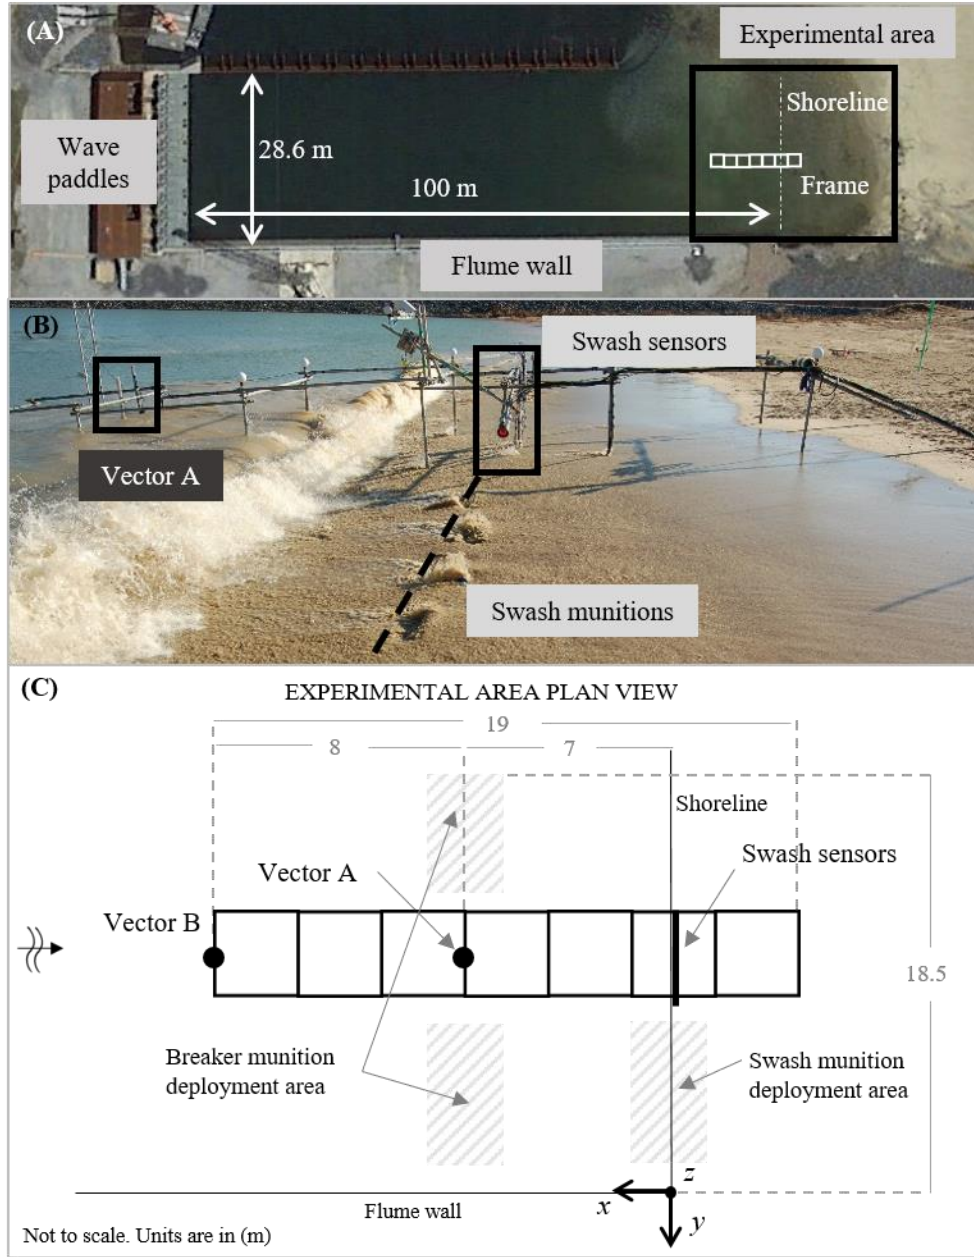 (A)
Experimental area
Shoreline
Wave
paddles
28.6 m
100 m
Frame
Flume wall
(B)
Swash sensors
Vector A
Swash munitions
(C)
EXPERIMENTAL AREA PLAN VIEW
19
8
7
Shoreline
Swash sensors
Vector A
Vector B
18.5
Breaker munition
deployment area
Swash munition
deployment area
z
x
y
Flume wall
Not to scale. Units are in (m)